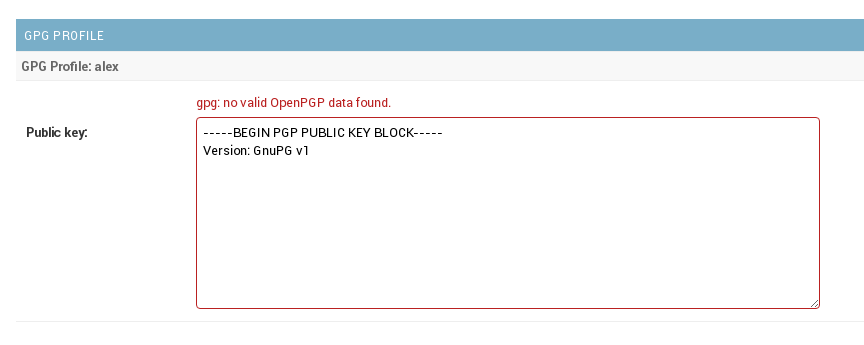 GPG PROFILE
GPG Profile: alex
gpg: no valid OpenPGP data found.
Public key:
-----BEGIN PGP PUBLIC KEY BLOCK-----
Version: GnuPG v1